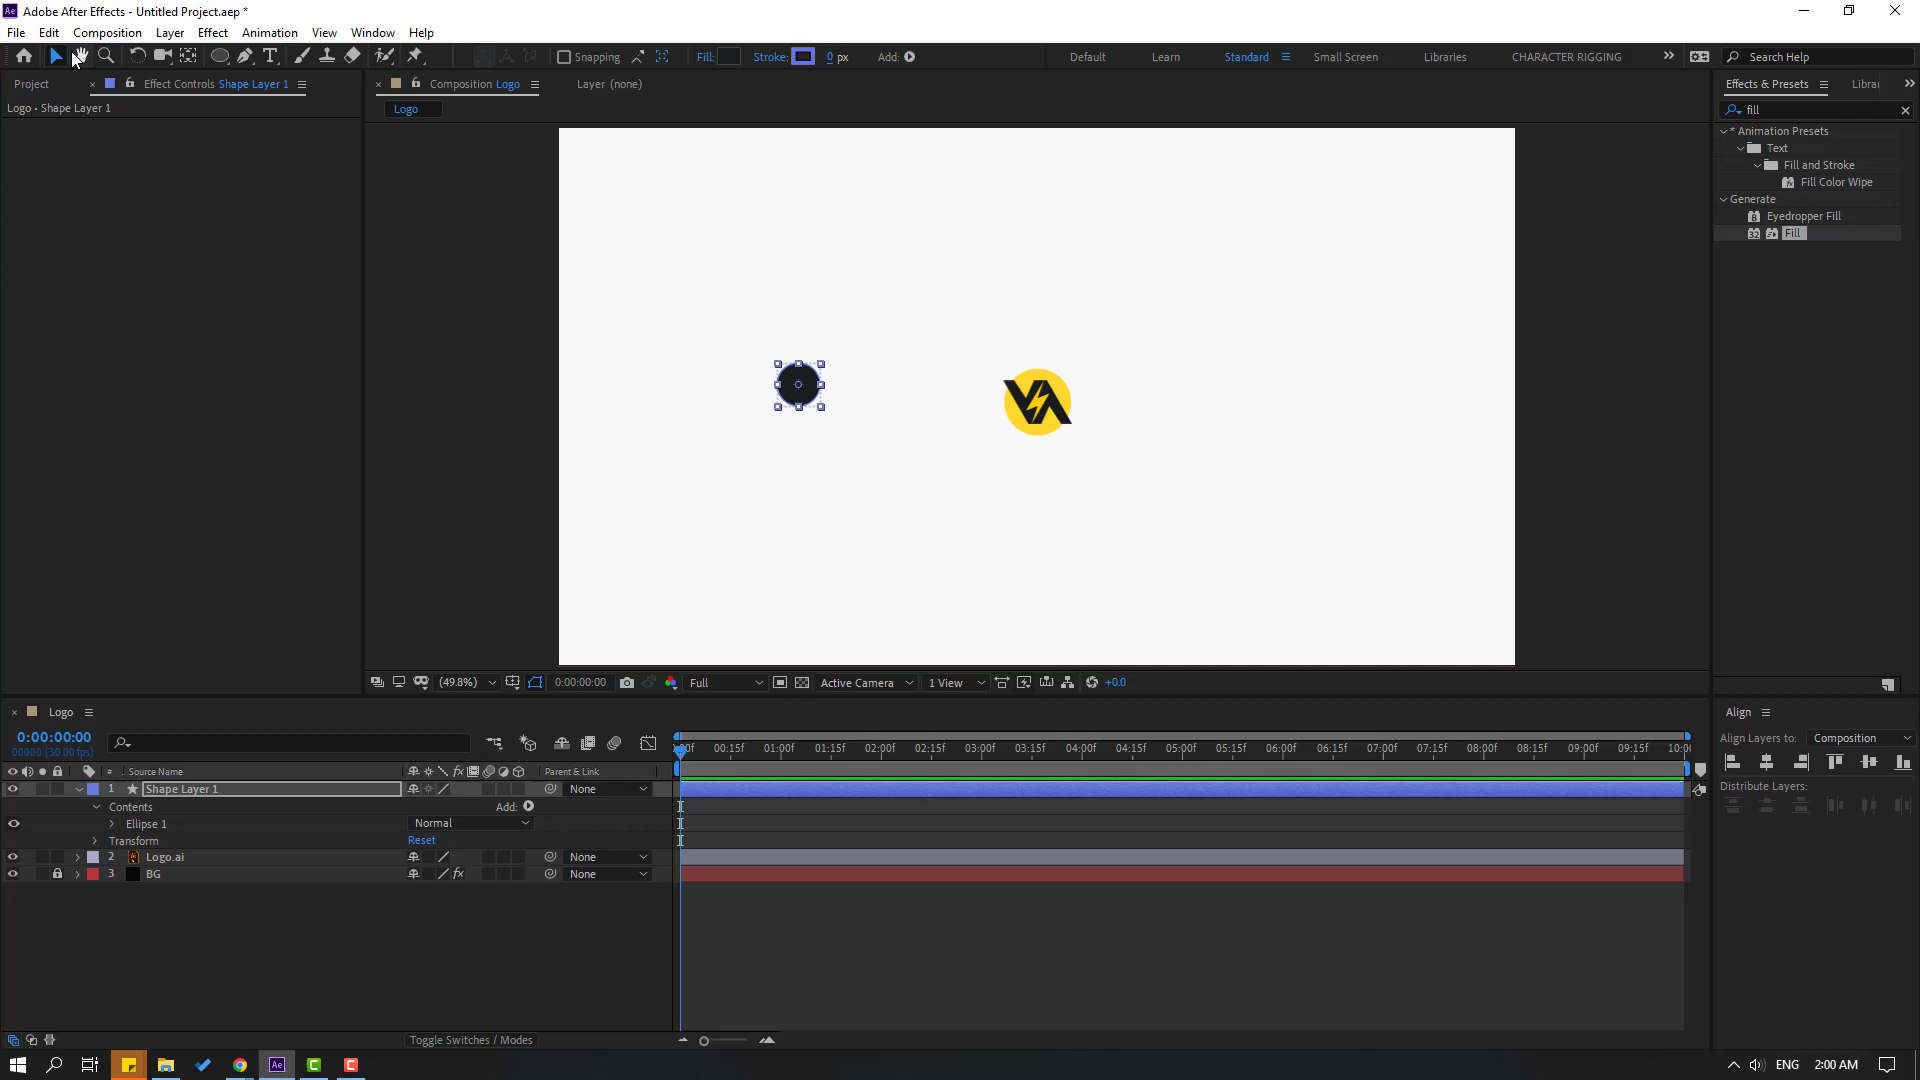 Adobe After Effects - Untitled Project.aep *
File Edit Composition Layer Effect Animation View Window Help
Snapping Fill: Stroke: 0 px Add: Default Learn Standard Small Screen Libraries CHARACTER RIGGING Search Help
Project Effect Controls Shape Layer 1 Composition Logo Layer (none) Effects & Presets
Logo • Shape Layer 1
Logo
fill
* Animation Presets
Text
Fill and Stroke
Fill Color Wipe
Generate
Eyedropper Fill
Fill
(49.8%) 0:00:00:00 Full Active Camera 1 View +0.0
Logo
Align
0:00:00:00
00000 (30.00 fps)
Align Layers to: Composition
00:15f 01:00f 01:15f 02:00f 02:15f 03:00f 03:15f 04:00f 04:15f 05:00f 05:15f 06:00f 06:15f 07:00f 07:15f 08:00f 08:15f 09:00f 09:15f
# Source Name Parent & Link
Distribute Layers:
1 Shape Layer 1 None
Contents Add:
Ellipse 1 Normal
Transform Reset
2 Logo.ai None
3 BG None
Toggle Switches / Modes
ENG 2:00 AM